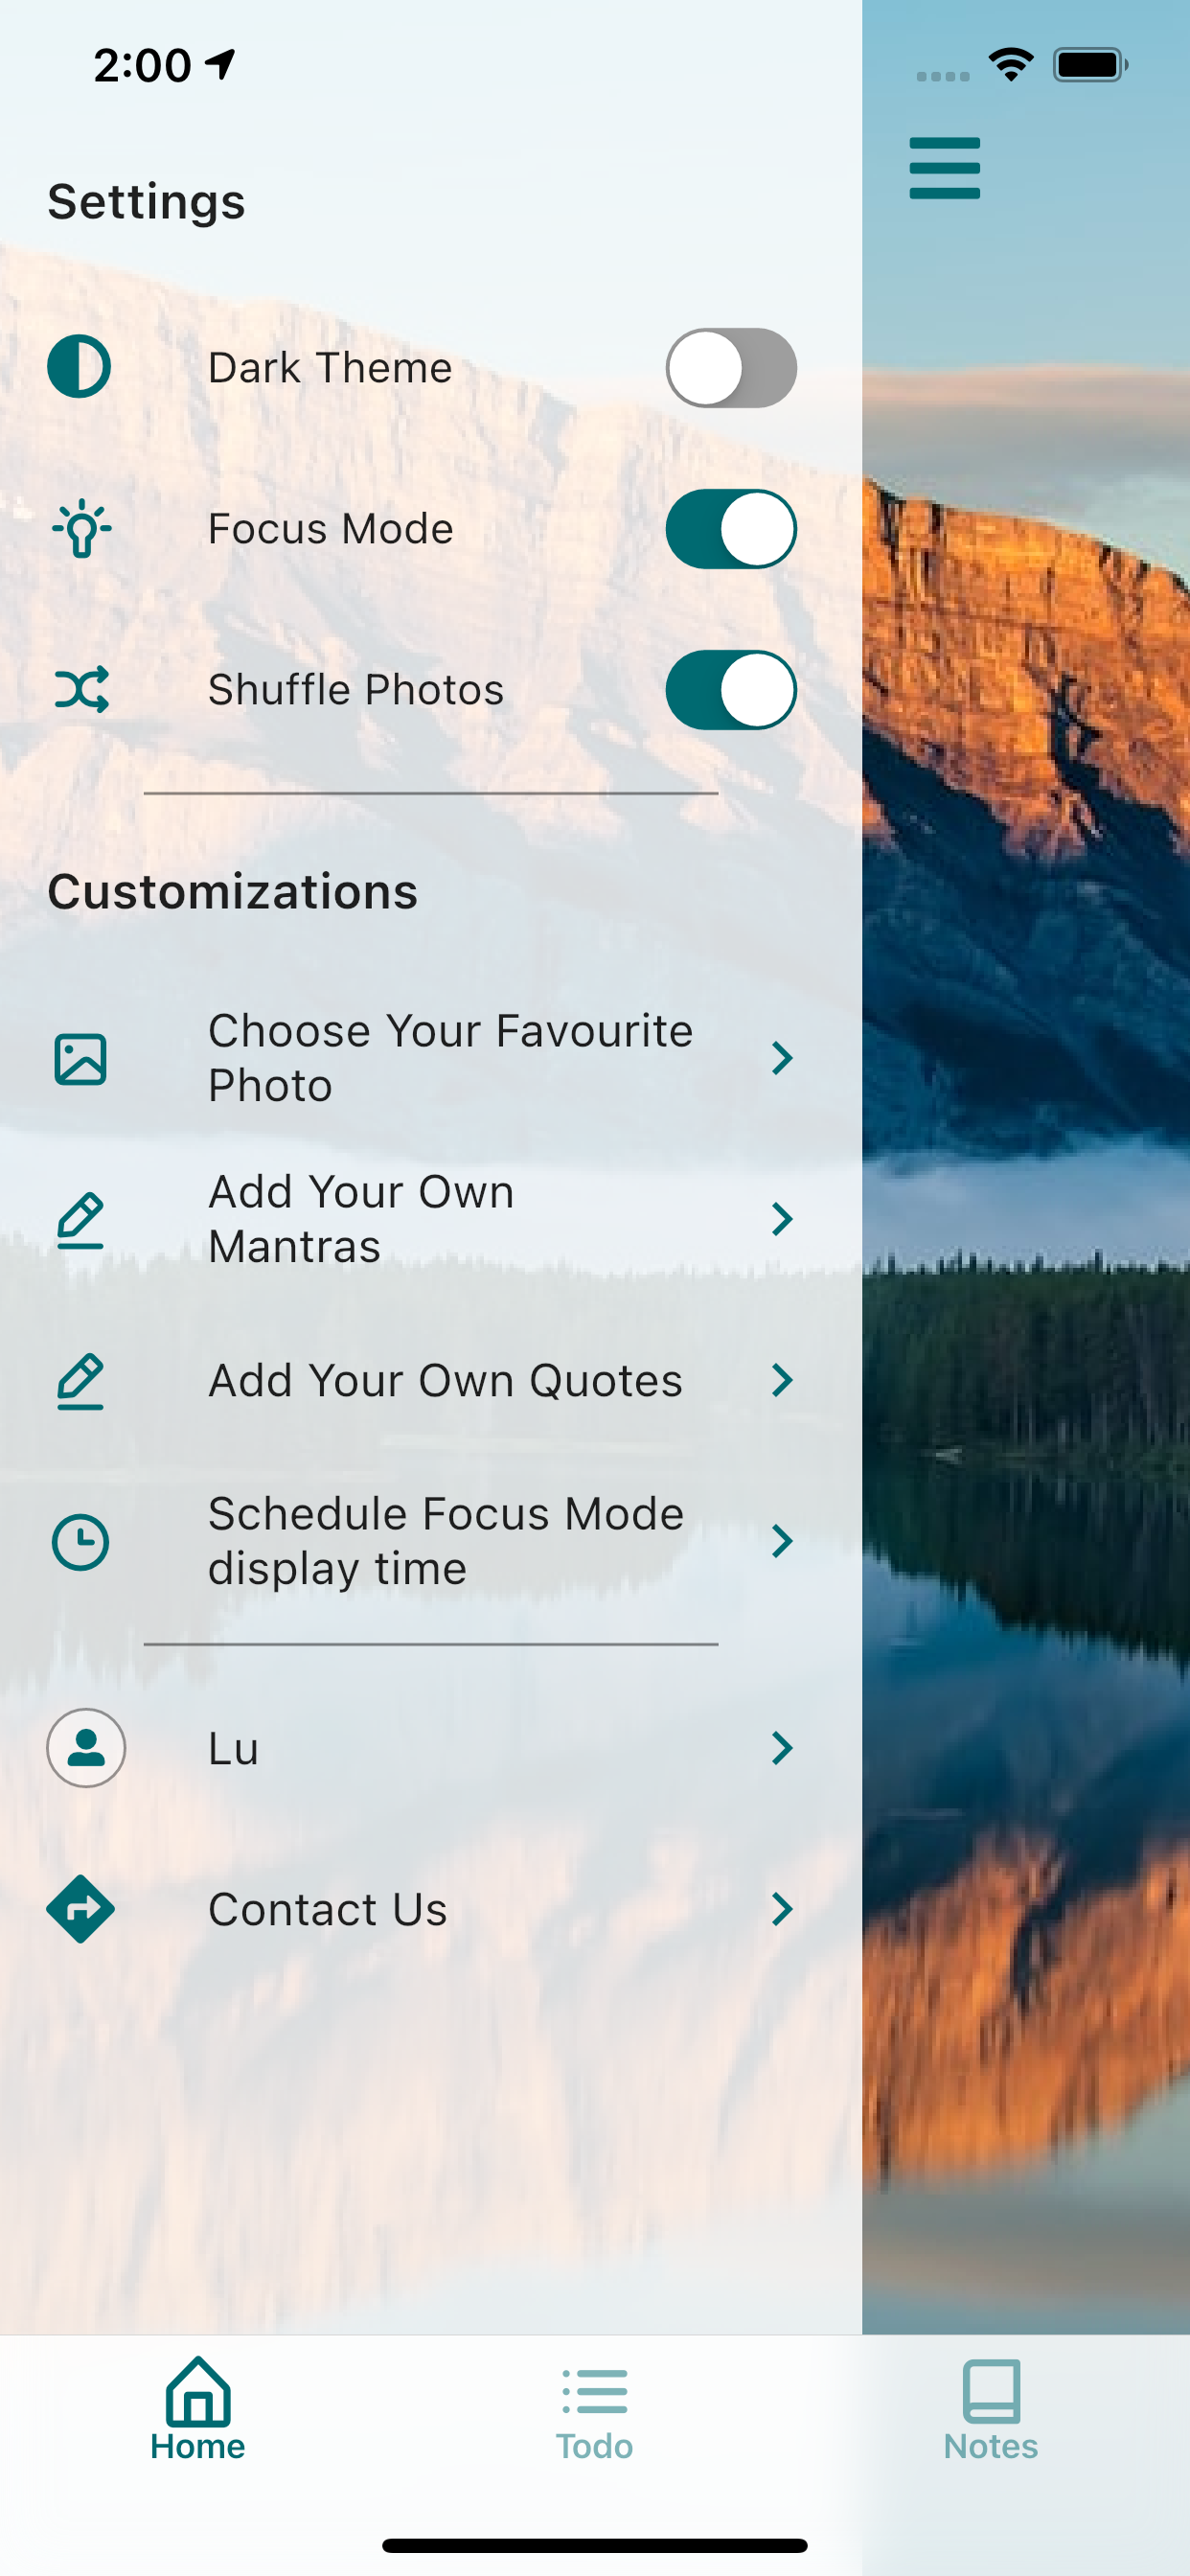 2:00
Settings
Dark Theme
Focus Mode
Shuffle Photos
Customizations
Choose Your Favourite
Photo
Add Your Own
Mantras
Add Your Own Quotes
Schedule Focus Mode
display time
Lu
Contact Us
Home
Todo
Notes